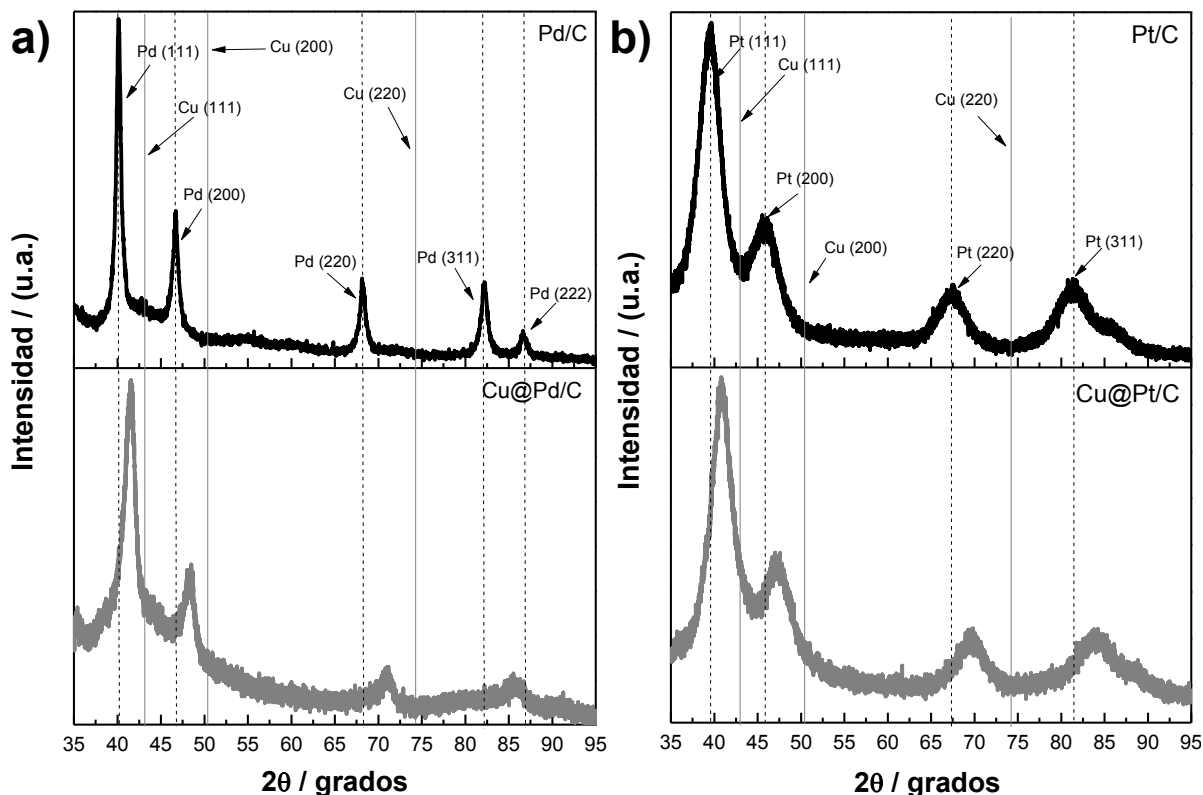 a)
Pd/C
Pd (111)
Cu (200)
Cu (111)
Cu (220)
Pd (200)
Pd (220)
Pd (311)
Pd (222)
Cu@Pd/C
Intensidad / (u.a.)
35 40 45 50 55 60 65 70 75 80 85 90 95
2θ / grados
b)
Pt/C
Pt (111)
Cu (111)
Cu (220)
Pt (200)
Cu (200)
Pt (220)
Pt (311)
Cu@Pt/C
Intensidad / (u.a.)
35 40 45 50 55 60 65 70 75 80 85 90 95
2θ / grados